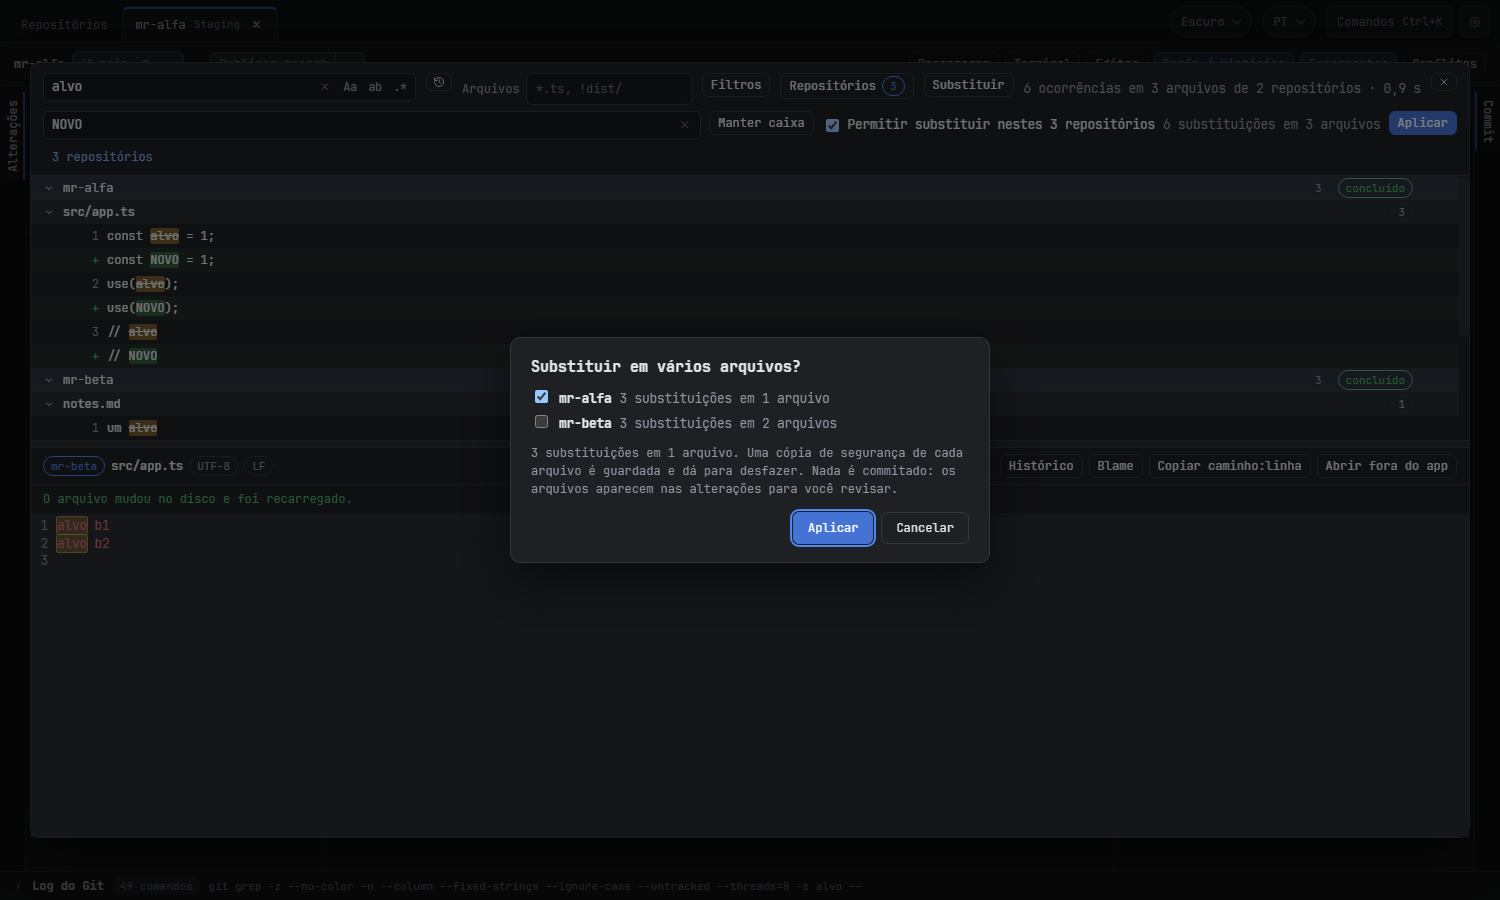 Repositórios mr-alfa Staging × Escuro PT Comandos Ctrl+K
mr-alfa
alvo × Aa ab .* Arquivos *.ts, !dist/ Filtros Repositórios 3 Substituir 6 ocorrências em 3 arquivos de 2 repositórios · 0,9 s ×
NOVO × Manter caixa Permitir substituir nestes 3 repositórios 6 substituições em 3 arquivos Aplicar
Alterações
Commit
3 repositórios
mr-alfa 3 concluído
src/app.ts 3
1 const alvo = 1;
+ const NOVO = 1;
2 use(alvo);
+ use(NOVO);
3 // alvo
+ // NOVO
mr-beta 3 concluído
notes.md 1
1 um alvo
Substituir em vários arquivos?
mr-alfa 3 substituições em 1 arquivo
mr-beta 3 substituições em 2 arquivos
3 substituições em 1 arquivo. Uma cópia de segurança de cada
arquivo é guardada e dá para desfazer. Nada é commitado: os
arquivos aparecem nas alterações para você revisar.
Aplicar Cancelar
mr-beta src/app.ts UTF-8 LF Histórico Blame Copiar caminho:linha Abrir fora do app
O arquivo mudou no disco e foi recarregado.
1 alvo b1
2 alvo b2
3
Log do Git 49 comandos git grep -z --no-color -n --column --fixed-strings --ignore-case --untracked --threads=8 -e alvo --